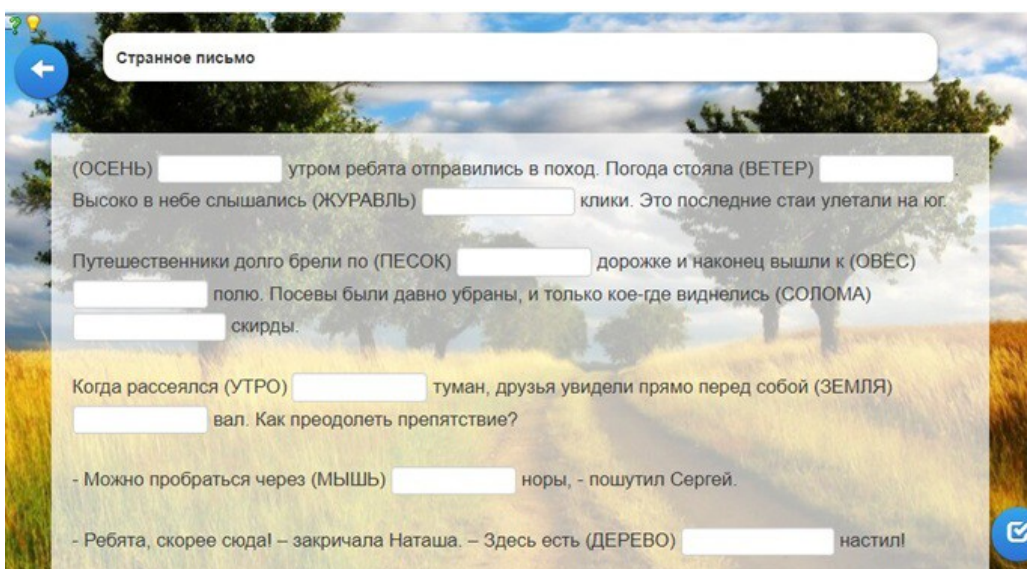 Странное письмо
(ОСЕНЬ) утром ребята отправились в поход. Погода стояла (ВЕТЕР) .
Высоко в небе слышались (ЖУРАВЛЬ) клики. Это последние стаи улетали на юг.
Путешественники долго брели по (ПЕСОК) дорожке и наконец вышли к (ОВЁС)
полю. Посевы были давно убраны, и только кое-где виднелись (СОЛОМА)
скирды.
Когда рассеялся (УТРО) туман, друзья увидели прямо перед собой (ЗЕМЛЯ)
вал. Как преодолеть препятствие?
- Можно пробраться через (МЫШЬ) норы, - пошутил Сергей.
- Ребята, скорее сюда! – закричала Наташа. – Здесь есть (ДЕРЕВО) настил!